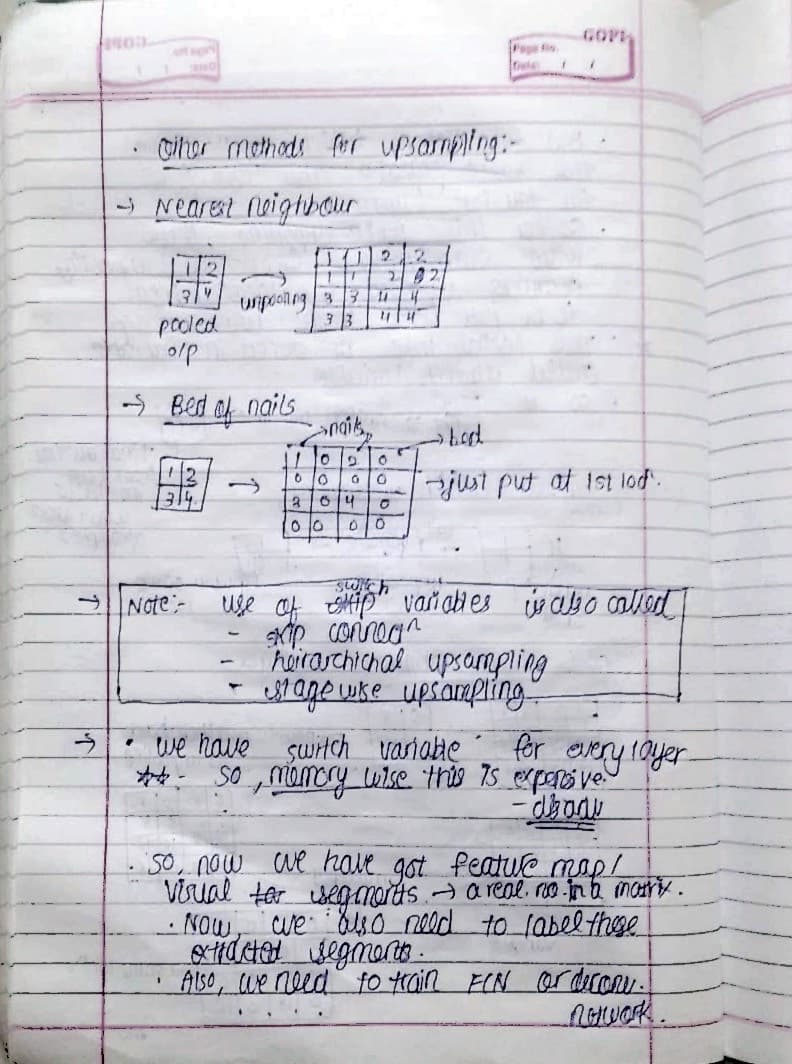 GOPI
Page No.
Date: / /
• Other methods for upsampling:-
→ Nearest neighbour
1 2
3 4
pooled
o/p
→
unpooling
1 1 2 2
1 1 2 2
3 3 4 4
3 3 4 4
→ Bed of nails
→ nails
→ bed
1 2
3 4
→
1 0 2 0
0 0 0 0
3 0 4 0
0 0 0 0
→ just put at 1st locⁿ.
switch
→ Note:- use of variables is also called
- skip connecⁿ
- heirarchichal upsampling
- stage wise upsampling
→ • we have switch variable for every layer
** - so, memory wise this is expensive.
- disadv
• So, now we have got feature map/
visual segments → a real no. in a matrix.
• Now, we also need to label these
extracted segments.
• Also, we need to train FCN or deconv.
network.